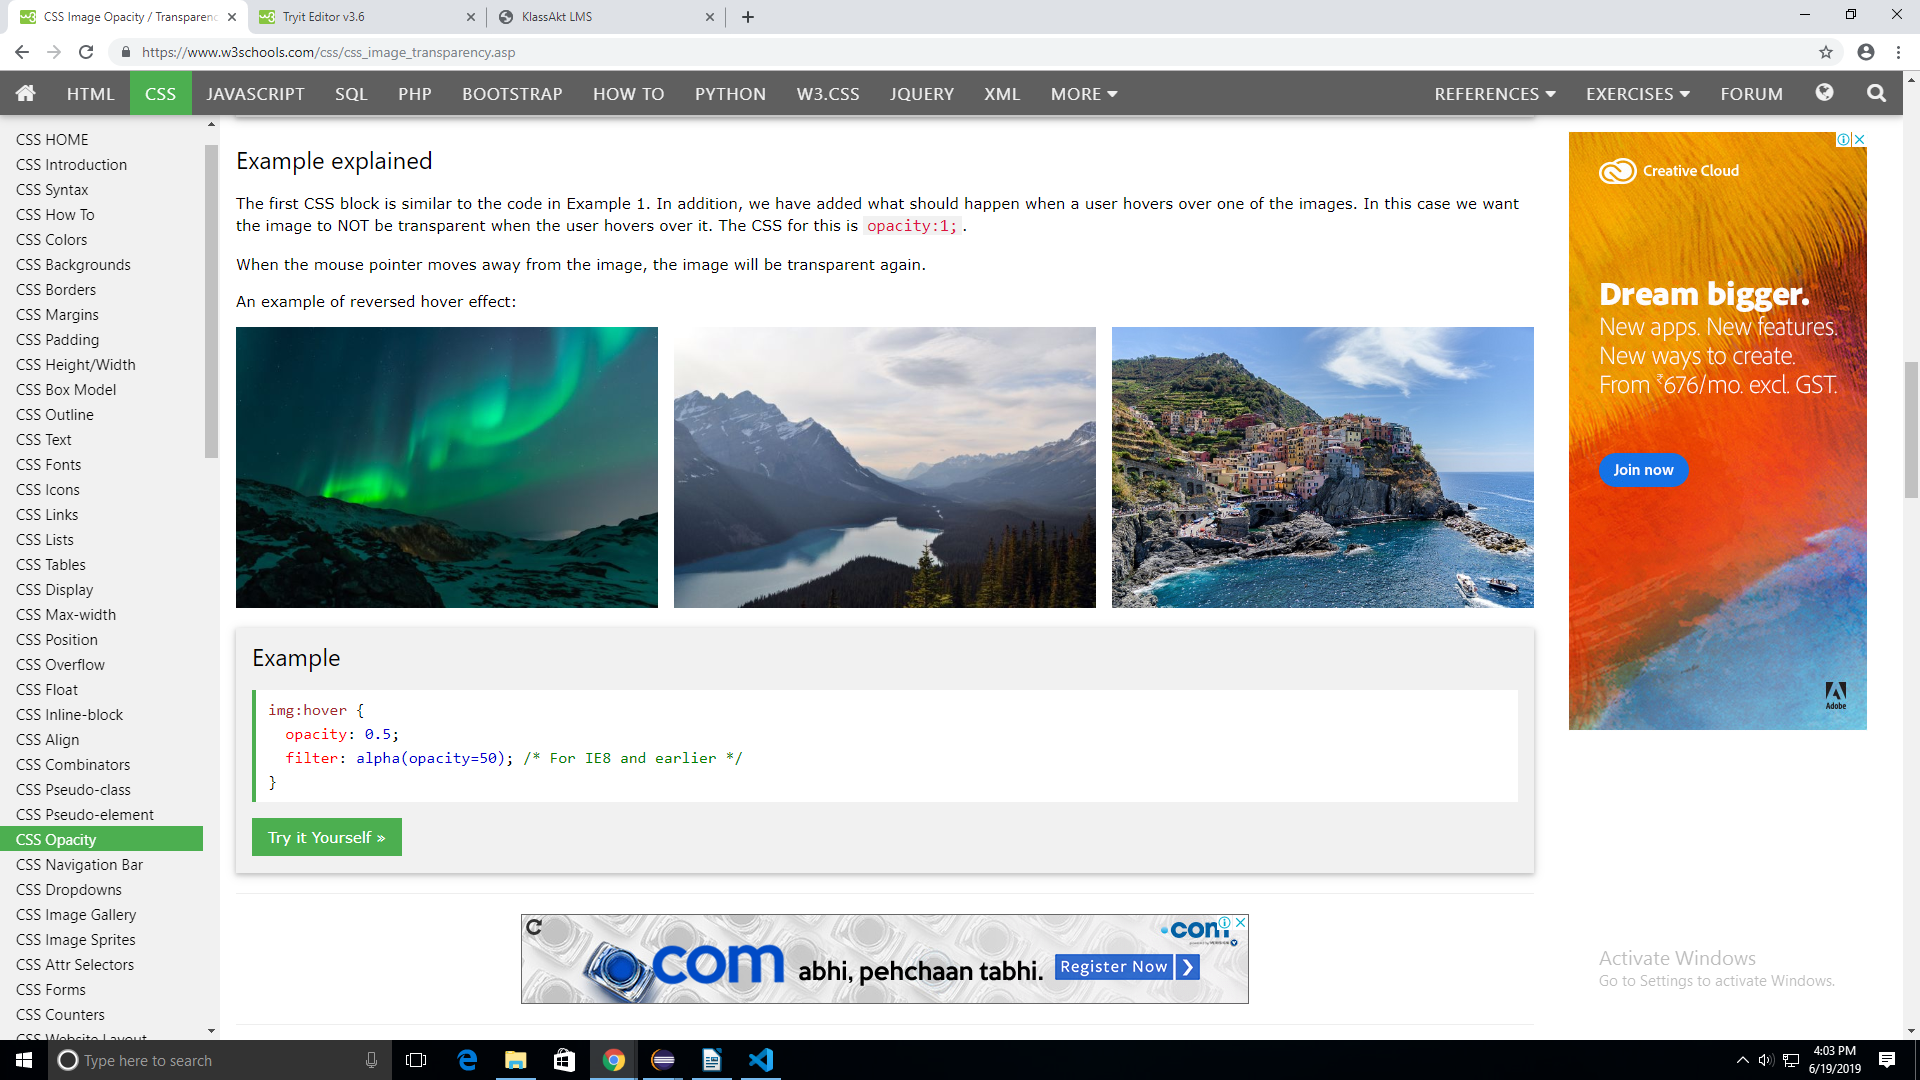 CSS Image Opacity / Transparenc
Tryit Editor v3.6
KlassAkt LMS
https://www.w3schools.com/css/css_image_transparency.asp
HTML
CSS
JAVASCRIPT
SQL
PHP
BOOTSTRAP
HOW TO
PYTHON
W3.CSS
JQUERY
XML
MORE
REFERENCES
EXERCISES
FORUM
CSS HOME
CSS Introduction
CSS Syntax
CSS How To
CSS Colors
CSS Backgrounds
CSS Borders
CSS Margins
CSS Padding
CSS Height/Width
CSS Box Model
CSS Outline
CSS Text
CSS Fonts
CSS Icons
CSS Links
CSS Lists
CSS Tables
CSS Display
CSS Max-width
CSS Position
CSS Overflow
CSS Float
CSS Inline-block
CSS Align
CSS Combinators
CSS Pseudo-class
CSS Pseudo-element
CSS Opacity
CSS Navigation Bar
CSS Dropdowns
CSS Image Gallery
CSS Image Sprites
CSS Attr Selectors
CSS Forms
CSS Counters
CSS Website Layout
Example explained
The first CSS block is similar to the code in Example 1. In addition, we have added what should happen when a user hovers over one of the images. In this case we want
the image to NOT be transparent when the user hovers over it. The CSS for this is opacity:1; .
When the mouse pointer moves away from the image, the image will be transparent again.
An example of reversed hover effect:
Example
img:hover {
opacity: 0.5;
filter: alpha(opacity=50); /* For IE8 and earlier */
}
Try it Yourself »
com abhi, pehchaan tabhi.
Register Now
.com
Creative Cloud
Dream bigger.
New apps. New features.
New ways to create.
From ₹676/mo. excl. GST.
Join now
Adobe
Activate Windows
Go to Settings to activate Windows.
Type here to search
4:03 PM
6/19/2019